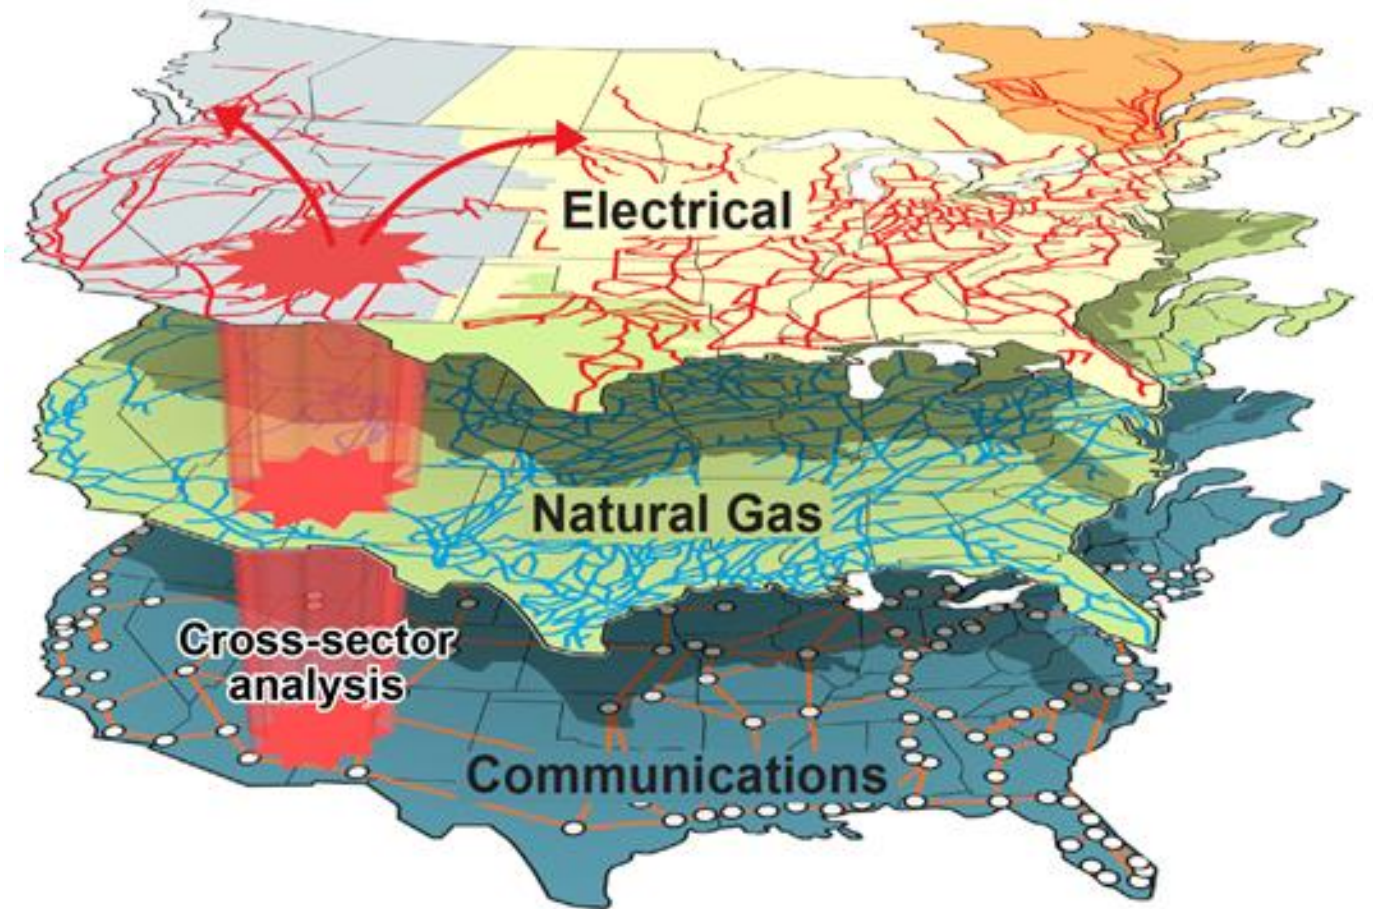 Electrical
Natural Gas
Cross-sector
analysis
Communications